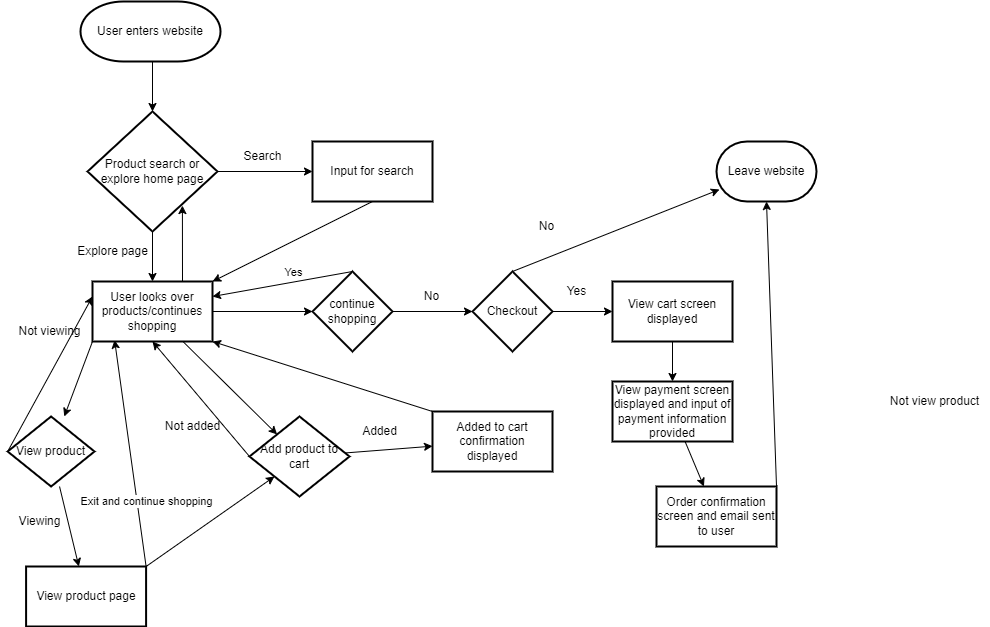 User enters website
Product search or
explore home page
Search
Input for search
Leave website
No
Explore page
Yes
User looks over
products/continues
shopping
continue
shopping
No
Checkout
Yes
View cart screen
displayed
Not viewing
View payment screen
displayed and input of
payment information
provided
Not view product
Not added
Added
Added to cart
confirmation
displayed
View product
Add product to
cart
Exit and continue shopping
Order confirmation
screen and email sent
to user
Viewing
View product page